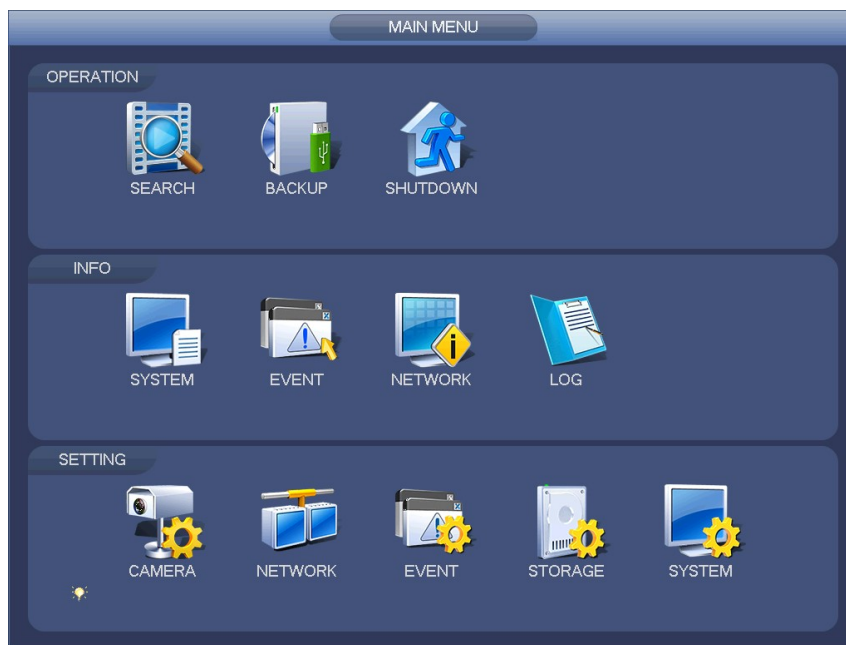 MAIN MENU
OPERATION
SEARCH BACKUP SHUTDOWN
INFO
SYSTEM EVENT NETWORK LOG
SETTING
CAMERA NETWORK EVENT STORAGE SYSTEM